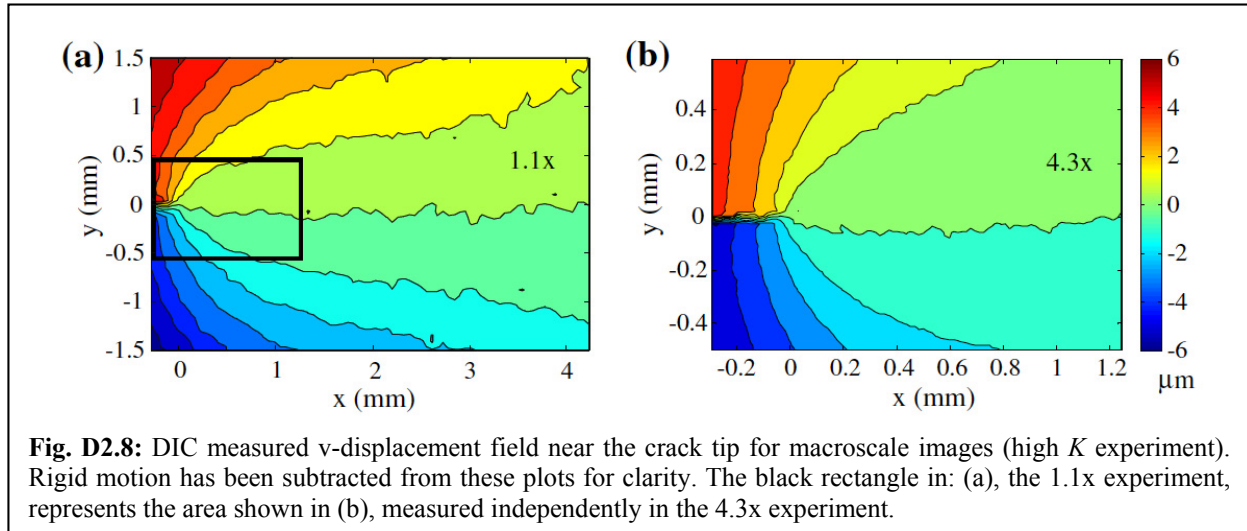 (a)
1.5
1
0.5
0
-0.5
-1
-1.5
y (mm)
0 1 2 3 4
x (mm)
1.1x
(b)
0.4
0.2
0
-0.2
-0.4
y (mm)
-0.2 0 0.2 0.4 0.6 0.8 1 1.2
x (mm)
4.3x
6
4
2
0
-2
-4
-6
μm
Fig. D2.8: DIC measured v-displacement field near the crack tip for macroscale images (high K experiment).
Rigid motion has been subtracted from these plots for clarity. The black rectangle in: (a), the 1.1x experiment,
represents the area shown in (b), measured independently in the 4.3x experiment.